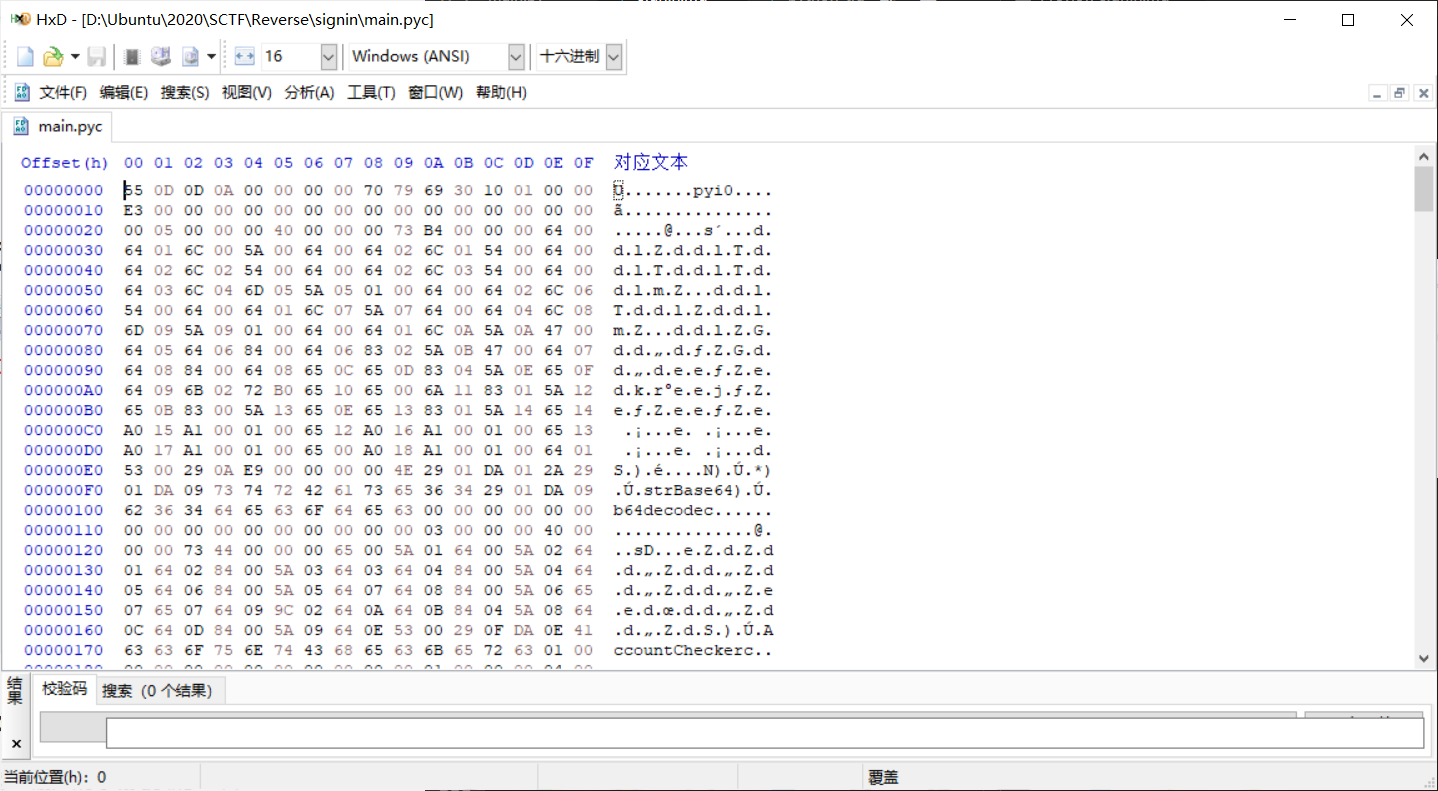 HxD - [D:\Ubuntu\2020\SCTF\Reverse\signin\main.pyc]
16 Windows (ANSI) 十六进制
文件(F) 编辑(E) 搜索(S) 视图(V) 分析(A) 工具(T) 窗口(W) 帮助(H)
main.pyc
Offset(h) 00 01 02 03 04 05 06 07 08 09 0A 0B 0C 0D 0E 0F 对应文本
00000000 55 0D 0D 0A 00 00 00 00 70 79 69 30 10 01 00 00 U.......pyi0....
00000010 E3 00 00 00 00 00 00 00 00 00 00 00 00 00 00 00 ã...............
00000020 00 05 00 00 00 40 00 00 00 73 B4 00 00 00 64 00 .....@...s´...d.
00000030 64 01 6C 00 5A 00 64 00 64 02 6C 01 54 00 64 00 d.l.Z.d.d.l.T.d.
00000040 64 02 6C 02 54 00 64 00 64 02 6C 03 54 00 64 00 d.l.T.d.d.l.T.d.
00000050 64 03 6C 04 6D 05 5A 05 01 00 64 00 64 02 6C 06 d.l.m.Z...d.d.l.
00000060 54 00 64 00 64 01 6C 07 5A 07 64 00 64 04 6C 08 T.d.d.l.Z.d.d.l.
00000070 6D 09 5A 09 01 00 64 00 64 01 6C 0A 5A 0A 47 00 m.Z...d.d.l.Z.G.
00000080 64 05 64 06 84 00 64 06 83 02 5A 0B 47 00 64 07 d.d.„.d.ƒ.Z.G.d.
00000090 64 08 84 00 64 08 65 0C 65 0D 83 04 5A 0E 65 0F d.„.d.e.e.ƒ.Z.e.
000000A0 64 09 6B 02 72 B0 65 10 65 00 6A 11 83 01 5A 12 d.k.r°e.e.j.ƒ.Z.
000000B0 65 0B 83 00 5A 13 65 0E 65 13 83 01 5A 14 65 14 e.ƒ.Z.e.e.ƒ.Z.e.
000000C0 A0 15 A1 00 01 00 65 12 A0 16 A1 00 01 00 65 13  .¡...e. .¡...e.
000000D0 A0 17 A1 00 01 00 65 00 A0 18 A1 00 01 00 64 01  .¡...e. .¡...d.
000000E0 53 00 29 0A E9 00 00 00 00 4E 29 01 DA 01 2A 29 S.).é....N).Ú.*)
000000F0 01 DA 09 73 74 72 42 61 73 65 36 34 29 01 DA 09 .Ú.strBase64).Ú.
00000100 62 36 34 64 65 63 6F 64 65 63 00 00 00 00 00 00 b64decodec......
00000110 00 00 00 00 00 00 00 00 00 00 03 00 00 00 40 00 ..............@.
00000120 00 00 73 44 00 00 00 65 00 5A 01 64 00 5A 02 64 ..sD...e.Z.d.Z.d
00000130 01 64 02 84 00 5A 03 64 03 64 04 84 00 5A 04 64 .d.„.Z.d.d.„.Z.d
00000140 05 64 06 84 00 5A 05 64 07 64 08 84 00 5A 06 65 .d.„.Z.d.d.„.Z.e
00000150 07 65 07 64 09 9C 02 64 0A 64 0B 84 04 5A 08 64 .e.d.œ.d.d.„.Z.d
00000160 0C 64 0D 84 00 5A 09 64 0E 53 00 29 0F DA 0E 41 .d.„.Z.d.S.).Ú.A
00000170 63 63 6F 75 6E 74 43 68 65 63 6B 65 72 63 01 00 ccountCheckerc..
结果
校验码 搜索（0 个结果）
当前位置(h): 0 覆盖